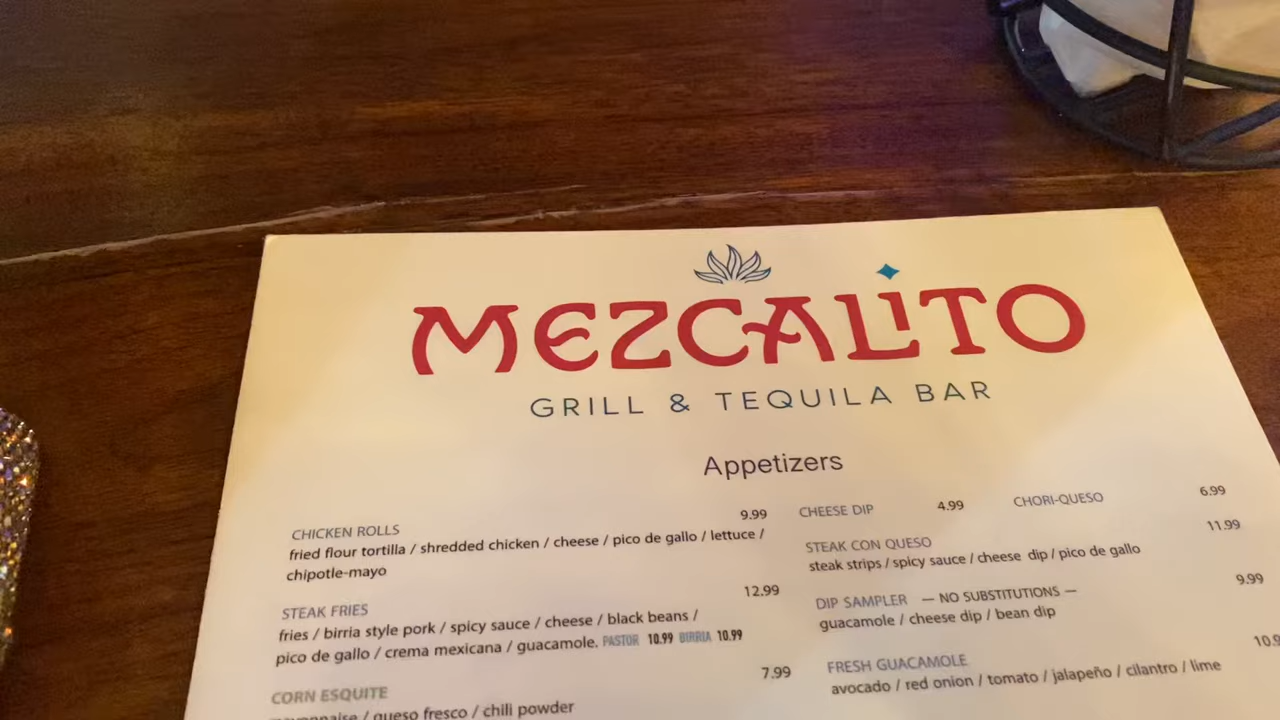 MEZCALITO
GRILL & TEQUILA BAR
Appetizers
CHICKEN ROLLS 9.99
fried flour tortilla / shredded chicken / cheese / pico de gallo / lettuce /
chipotle-mayo
STEAK FRIES 12.99
fries / birria style pork / spicy sauce / cheese / black beans /
pico de gallo / crema mexicana / guacamole. PASTOR 10.99 BIRRIA 10.99
CORN ESQUITE 7.99
mayonnaise / queso fresco / chili powder
CHEESE DIP 4.99 CHORI-QUESO 6.99
STEAK CON QUESO 11.99
steak strips / spicy sauce / cheese dip / pico de gallo
DIP SAMPLER — NO SUBSTITUTIONS — 9.99
guacamole / cheese dip / bean dip
FRESH GUACAMOLE
avocado / red onion / tomato / jalapeño / cilantro / lime